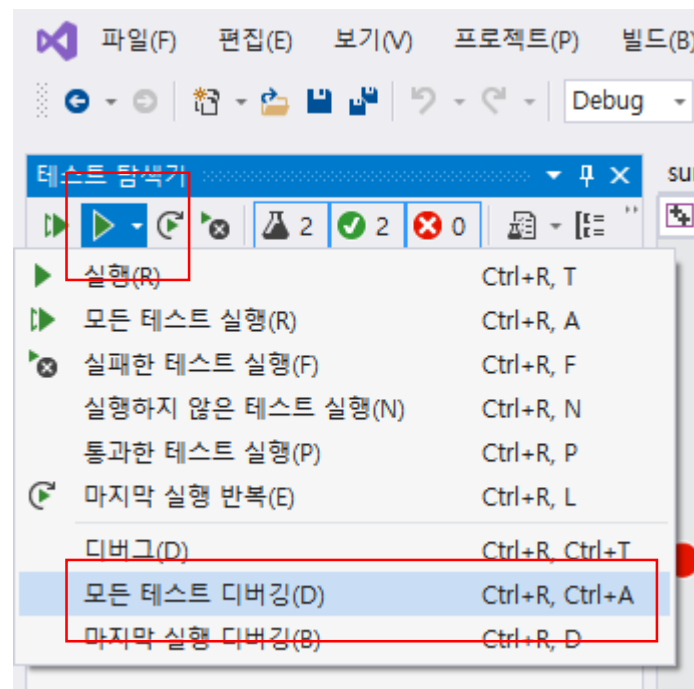 파일(F) 편집(E) 보기(V) 프로젝트(P) 빌드(B)
Debug
테스트 탐색기
2 2 0
실행(R) Ctrl+R, T
모든 테스트 실행(R) Ctrl+R, A
실패한 테스트 실행(F) Ctrl+R, F
실행하지 않은 테스트 실행(N) Ctrl+R, N
통과한 테스트 실행(P) Ctrl+R, P
마지막 실행 반복(E) Ctrl+R, L
디버그(D) Ctrl+R, Ctrl+T
모든 테스트 디버깅(D) Ctrl+R, Ctrl+A
마지막 실행 디버깅(B) Ctrl+R, D